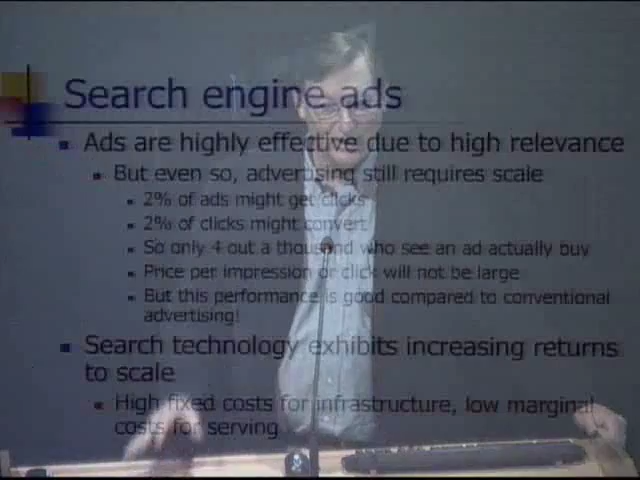 Search engine ads
Ads are highly effective due to high relevance
But even so, advertising still requires scale
2% of ads might get clicks
2% of clicks might convert
So only 4 out a thousand who see an ad actually buy
Price per impression or click will not be large
But this performance is good compared to conventional
advertising!
Search technology exhibits increasing returns
to scale
High fixed costs for infrastructure, low marginal
costs for serving